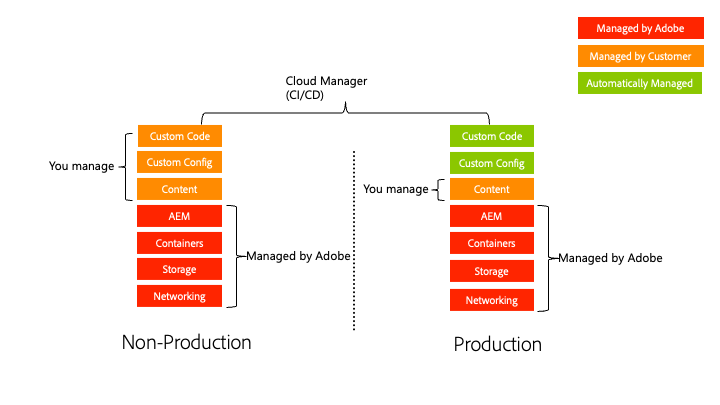 Managed by Adobe
Managed by Customer
Automatically Managed
Cloud Manager
(CI/CD)
You manage
Custom Code
Custom Config
Content
AEM
Containers
Storage
Networking
Managed by Adobe
Non-Production
You manage
Custom Code
Custom Config
Content
AEM
Containers
Storage
Networking
Managed by Adobe
Production